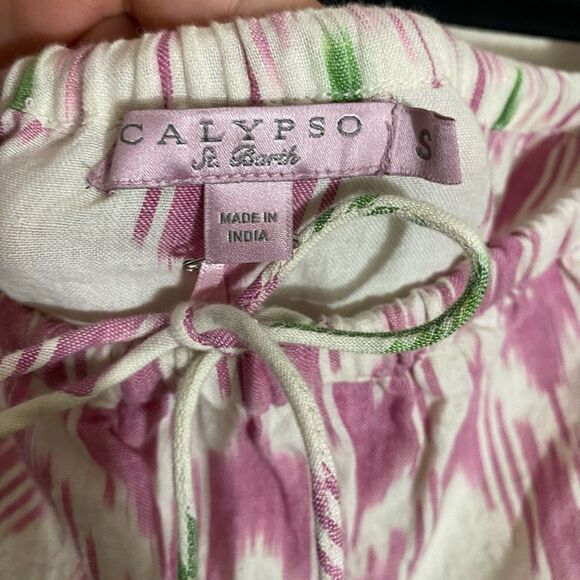 CALYPSO
St. Barth
S
MADE IN
INDIA